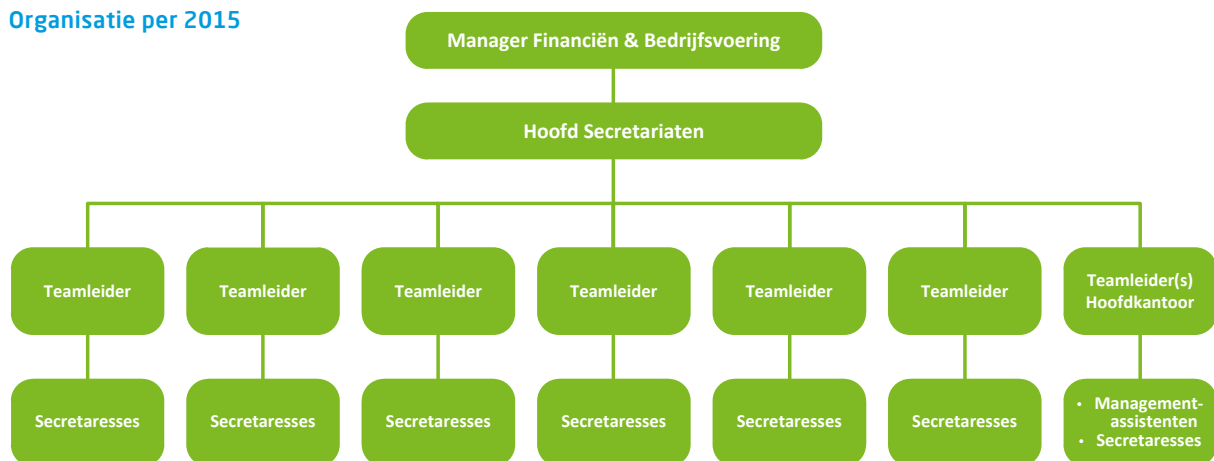 Organisatie per 2015
Manager Financiën & Bedrijfsvoering
Hoofd Secretariaten
Teamleider
Teamleider
Teamleider
Teamleider
Teamleider
Teamleider
Teamleider(s)
Hoofdkantoor
Secretaresses
Secretaresses
Secretaresses
Secretaresses
Secretaresses
Secretaresses
• Management-
assistenten
• Secretaresses